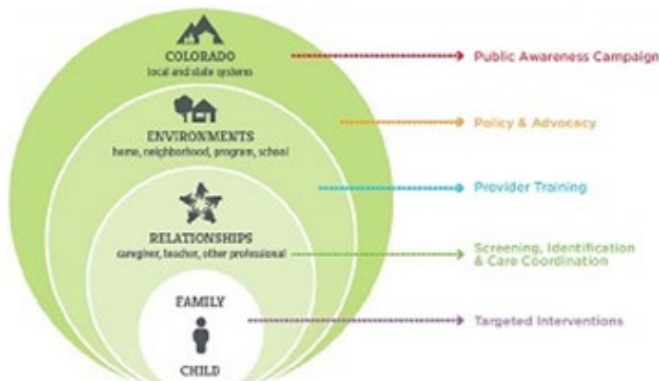 COLORADO
local and state systems
Public Awareness Campaign
ENVIRONMENTS
home, neighborhood, program, school
Policy & Advocacy
Provider Training
RELATIONSHIPS
caregiver, teacher, other professional
Screening, Identification
& Care Coordination
FAMILY
Targeted Interventions
CHILD